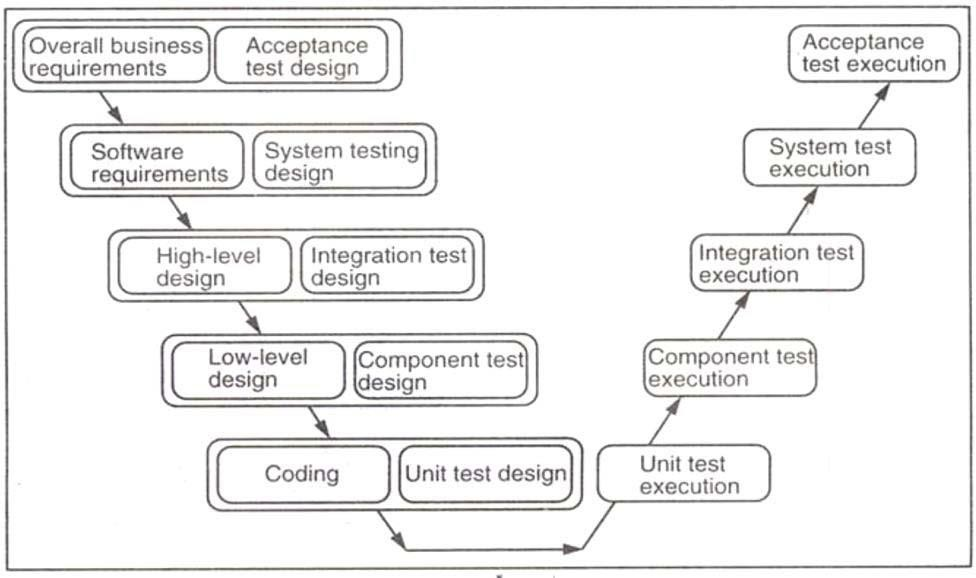 Overall business
requirements
Acceptance
test design
Acceptance
test execution
Software
requirements
System testing
design
System test
execution
High-level
design
Integration test
design
Integration test
execution
Low-level
design
Component test
design
Component test
execution
Coding
Unit test design
Unit test
execution